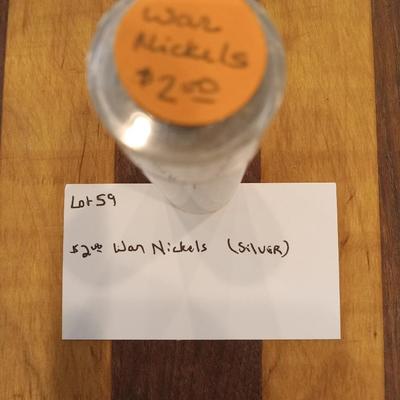 War
Nickels
$2.00
Lot 59
$2.00 War Nickels (Silver)